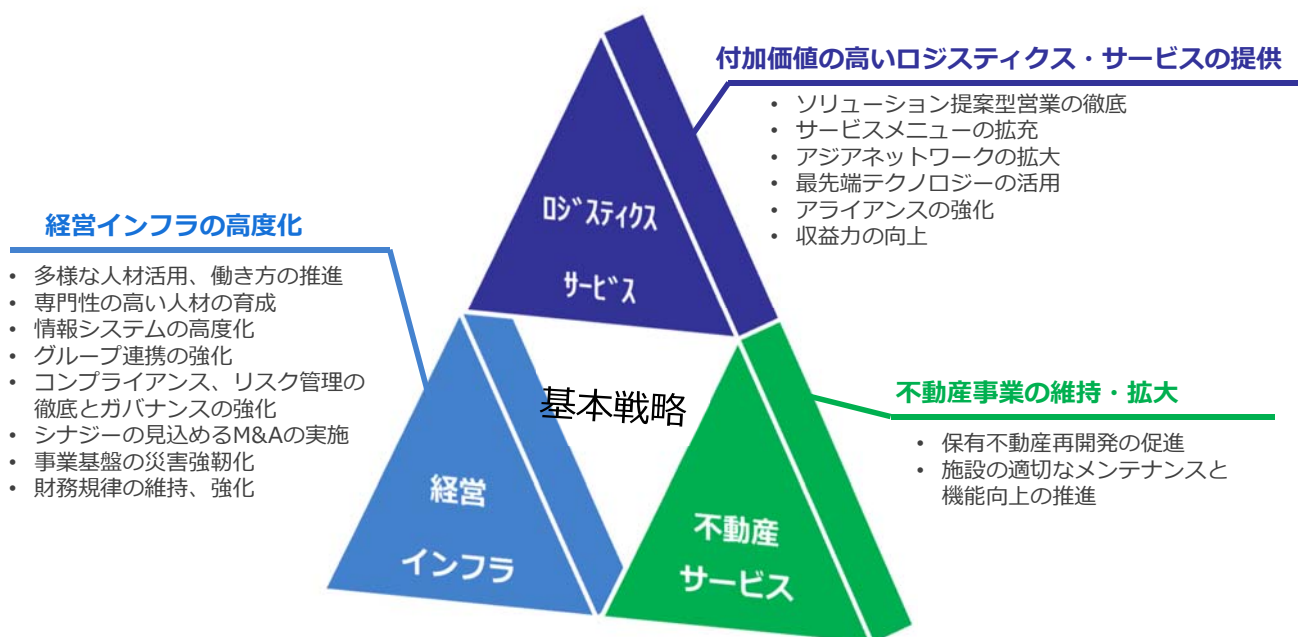 付加価値の高いロジスティクス・サービスの提供
• ソリューション提案型営業の徹底
• サービスメニューの拡充
• アジアネットワークの拡大
• 最先端テクノロジーの活用
• アライアンスの強化
• 収益力の向上
ロジスティクス
サービス
経営インフラの高度化
• 多様な人材活用、働き方の推進
• 専門性の高い人材の育成
• 情報システムの高度化
• グループ連携の強化
• コンプライアンス、リスク管理の
徹底とガバナンスの強化
• シナジーの見込めるM&Aの実施
• 事業基盤の災害強靭化
• 財務規律の維持、強化
基本戦略
不動産事業の維持・拡大
• 保有不動産再開発の促進
• 施設の適切なメンテナンスと
機能向上の推進
経営
インフラ
不動産
サービス